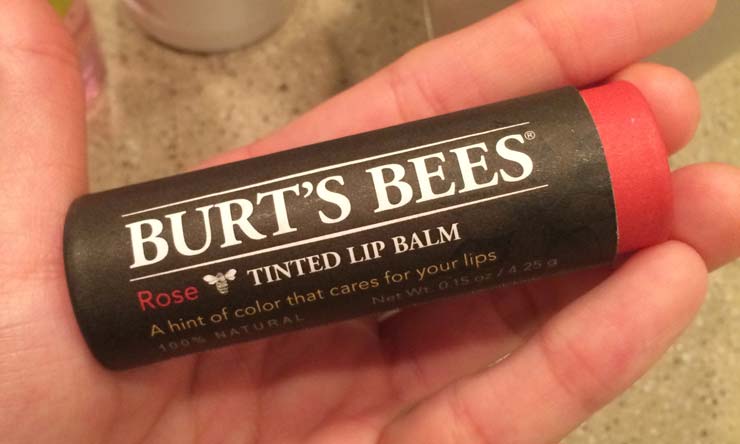 BURT'S BEES®
Rose TINTED LIP BALM
A hint of color that cares for your lips
100% NATURAL Net Wt. 0.15 oz / 4.25 g